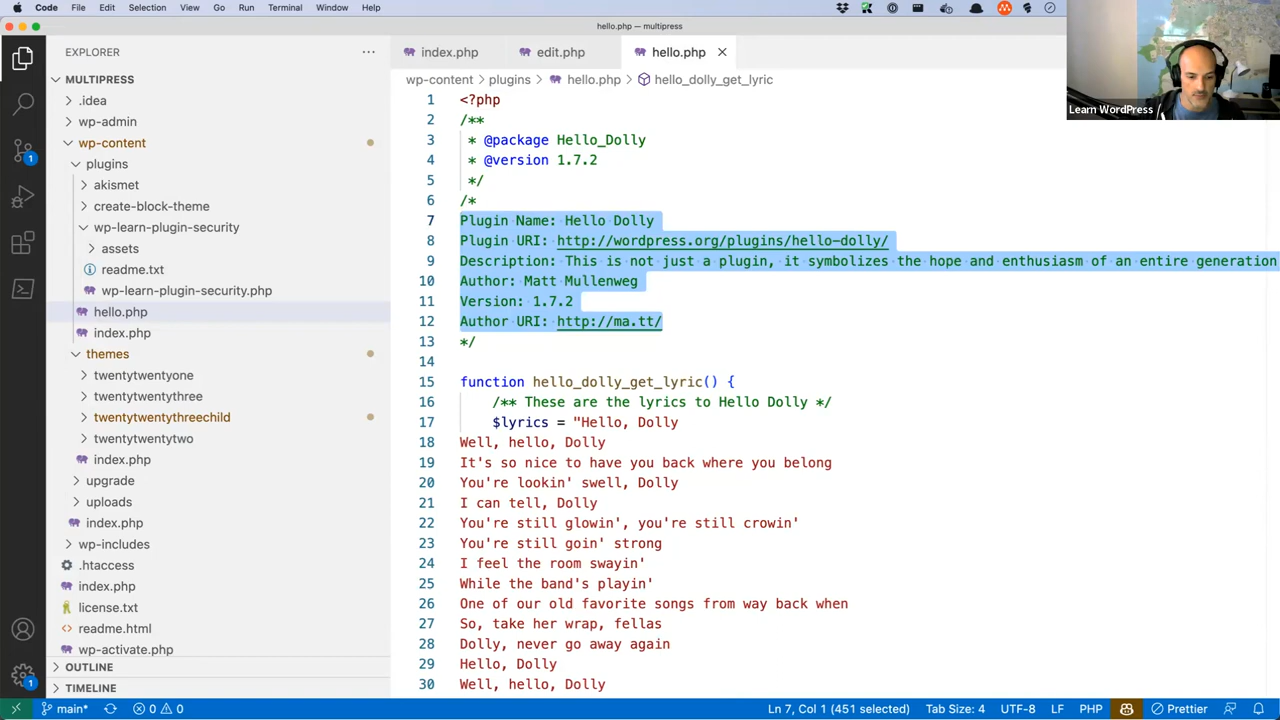 Code File Edit Selection View Go Run Terminal Window Help
hello.php — multipress
EXPLORER
index.php edit.php hello.php
MULTIPRESS
wp-content plugins hello.php hello_dolly_get_lyric
.idea
wp-admin
wp-content
plugins
akismet
create-block-theme
wp-learn-plugin-security
assets
readme.txt
wp-learn-plugin-security.php
hello.php
index.php
themes
twentytwentyone
twentytwentythree
twentytwentythreechild
twentytwentytwo
index.php
upgrade
uploads
index.php
wp-includes
.htaccess
index.php
license.txt
readme.html
wp-activate.php
OUTLINE
TIMELINE
1
1
1 <?php
2 /**
3 * @package Hello_Dolly
4 * @version 1.7.2
5 */
6 /*
7 Plugin Name: Hello Dolly
8 Plugin URI: http://wordpress.org/plugins/hello-dolly/
9 Description: This is not just a plugin, it symbolizes the hope and enthusiasm of an entire generation
10 Author: Matt Mullenweg
11 Version: 1.7.2
12 Author URI: http://ma.tt/
13 */
14
15 function hello_dolly_get_lyric() {
16 /** These are the lyrics to Hello Dolly */
17 $lyrics = "Hello, Dolly
18 Well, hello, Dolly
19 It's so nice to have you back where you belong
20 You're lookin' swell, Dolly
21 I can tell, Dolly
22 You're still glowin', you're still crowin'
23 You're still goin' strong
24 I feel the room swayin'
25 While the band's playin'
26 One of our old favorite songs from way back when
27 So, take her wrap, fellas
28 Dolly, never go away again
29 Hello, Dolly
30 Well, hello, Dolly
Learn WordPress
main* 0 0 Ln 7, Col 1 (451 selected) Tab Size: 4 UTF-8 LF PHP Prettier